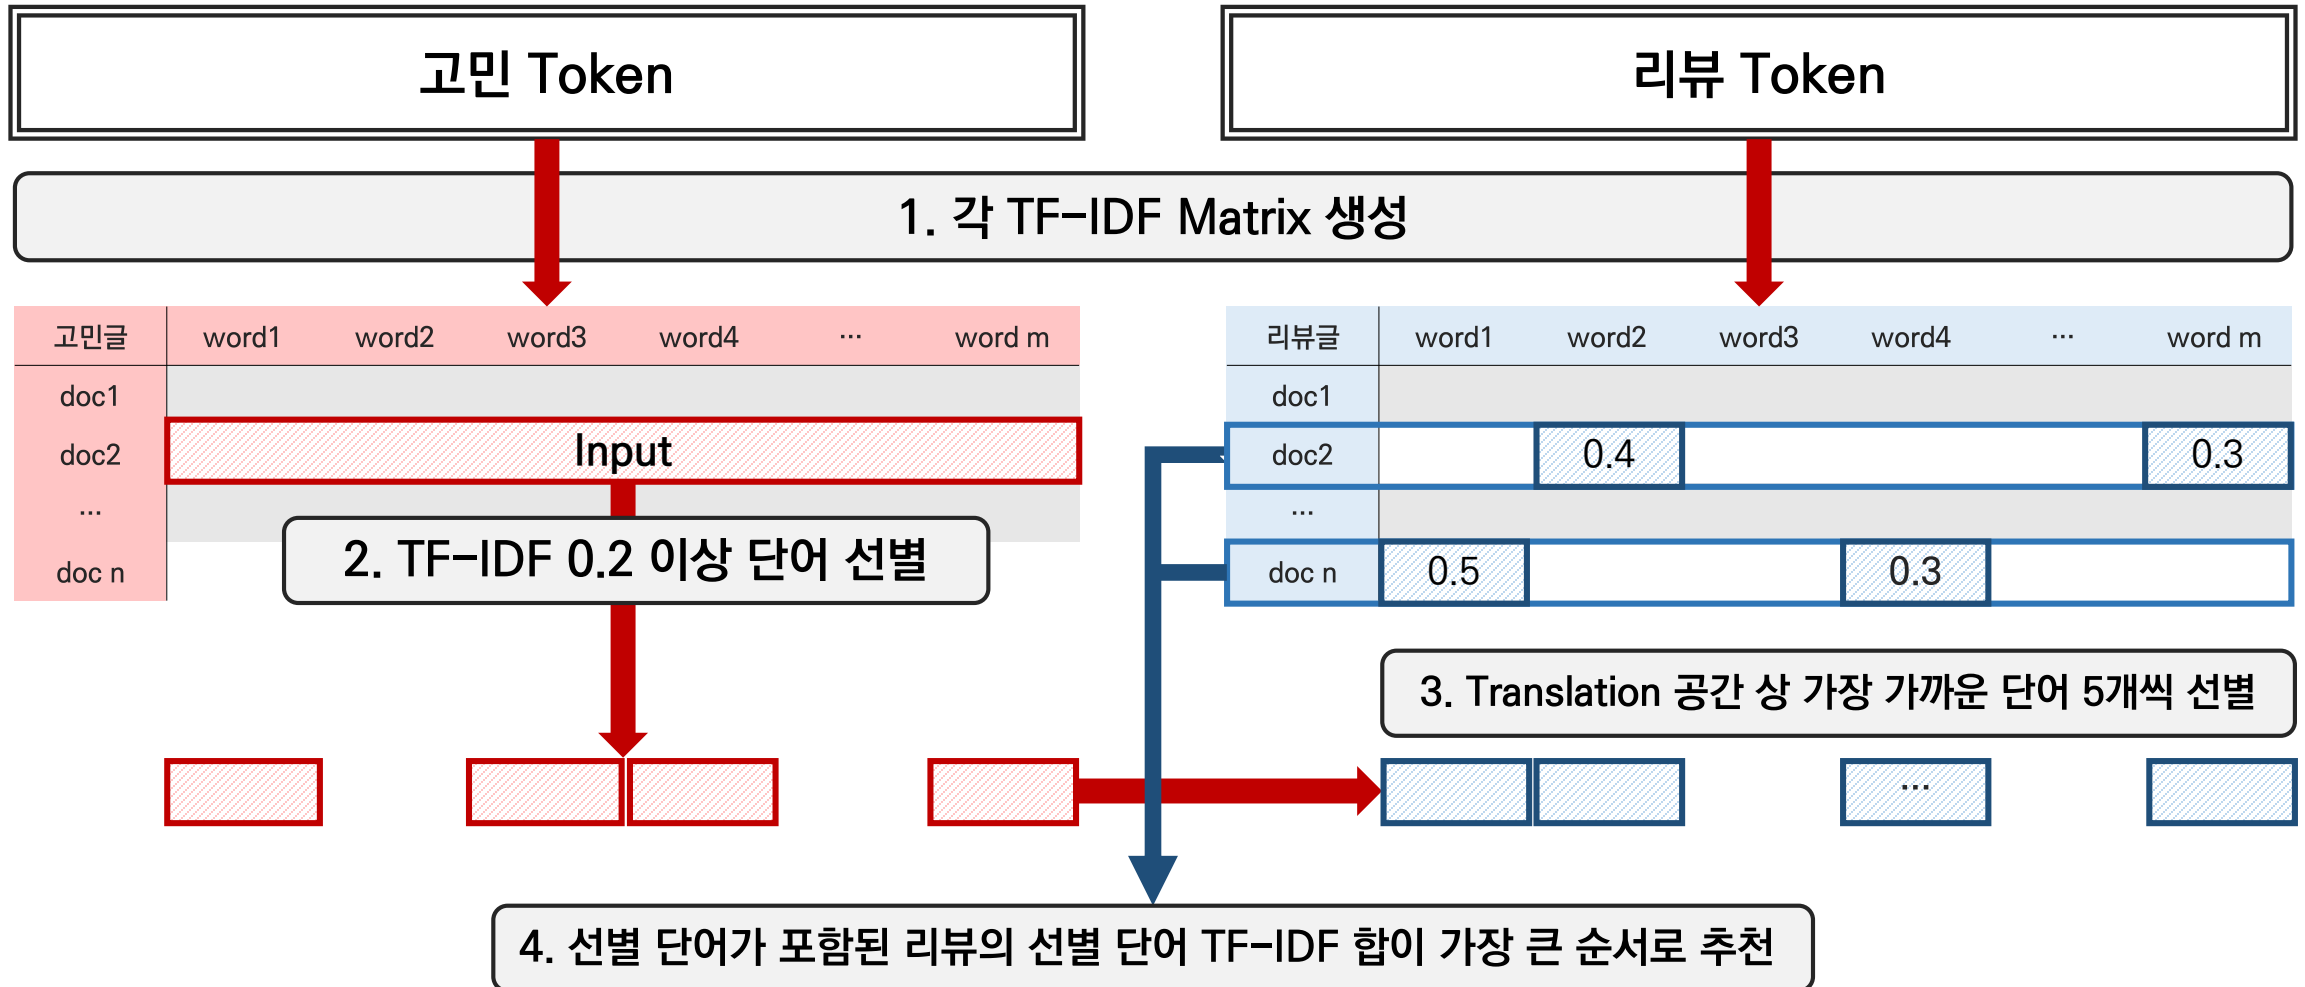 고민 Token
리뷰 Token
1. 각 TF-IDF Matrix 생성
고민글 word1 word2 word3 word4 ... word m
doc1
doc2 Input
...
doc n
리뷰글 word1 word2 word3 word4 ... word m
doc1
doc2 0.4 0.3
...
doc n 0.5 0.3
2. TF-IDF 0.2 이상 단어 선별
3. Translation 공간 상 가장 가까운 단어 5개씩 선별
...
4. 선별 단어가 포함된 리뷰의 선별 단어 TF-IDF 합이 가장 큰 순서로 추천